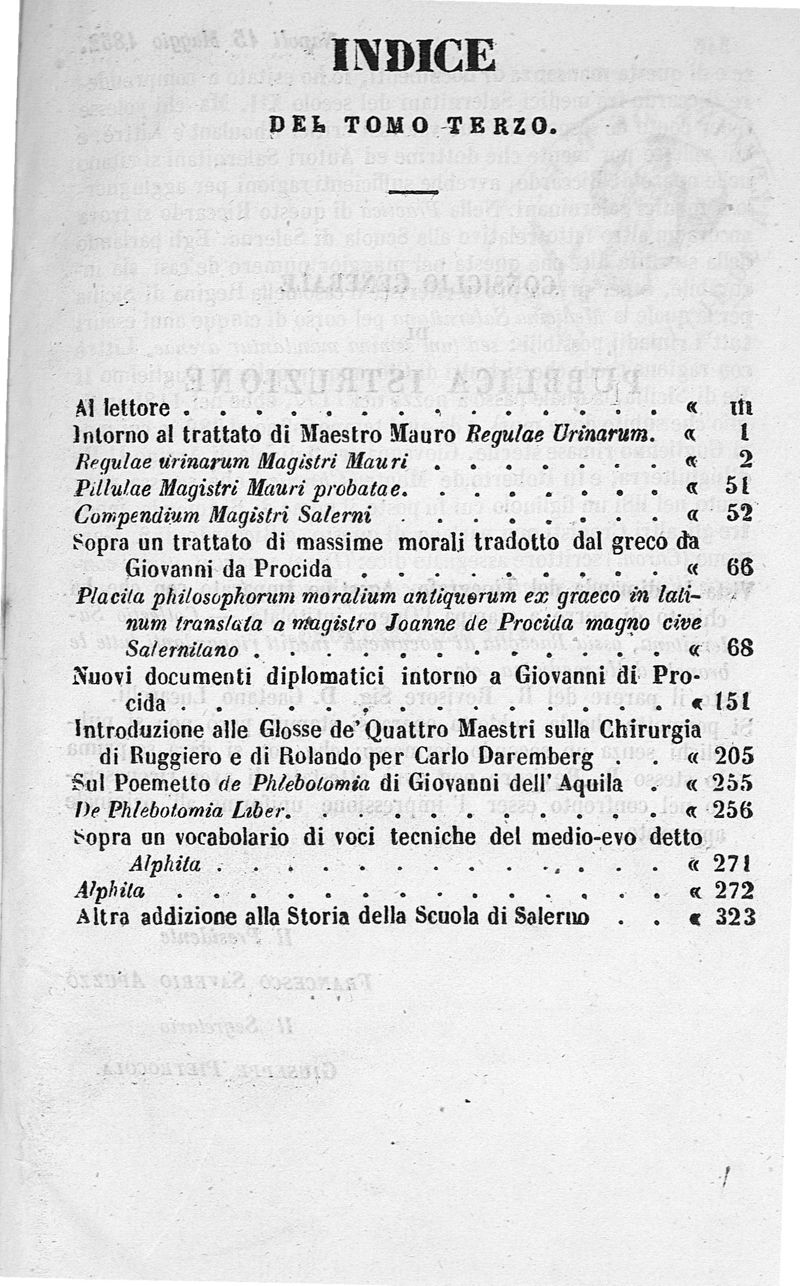 INDICE
DEL TOMO TERZO.
Al lettore . . . . . . . . . . . . . . « III
Intorno al trattato di Maestro Mauro Regulae Urinarum. « 1
Regulae urinarum Magistri Mauri . . . . . . . « 2
Pillulae Magistri Mauri probatae. . . . . . . . « 51
Compendium Magistri Salerni . . . . . . . . « 52
Sopra un trattato di massime morali tradotto dal greco da
Giovanni da Procida . . . . . . . . . « 66
Placita philosophorum moralium antiquorum ex graeco in lati-
num translata a magistro Joanne de Procida magno cive
Salernitano . . . . . . . . . . . . « 68
Nuovi documenti diplomatici intorno a Giovanni di Pro-
cida . . . . . . . . . . . . . . « 151
Introduzione alle Glosse de' Quattro Maestri sulla Chirurgia
di Ruggiero e di Rolando per Carlo Daremberg . . « 205
Sul Poemetto de Phlebotomia di Giovanni dell' Aquila . « 255
De Phlebotomia Liber. . . . . . . . . . . « 256
Sopra un vocabolario di voci tecniche del medio-evo detto
Alphita . . . . . . . . . . . . . « 271
Alphita . . . . . . . . . . . . . . « 272
Altra addizione alla Storia della Scuola di Salerno . . « 323